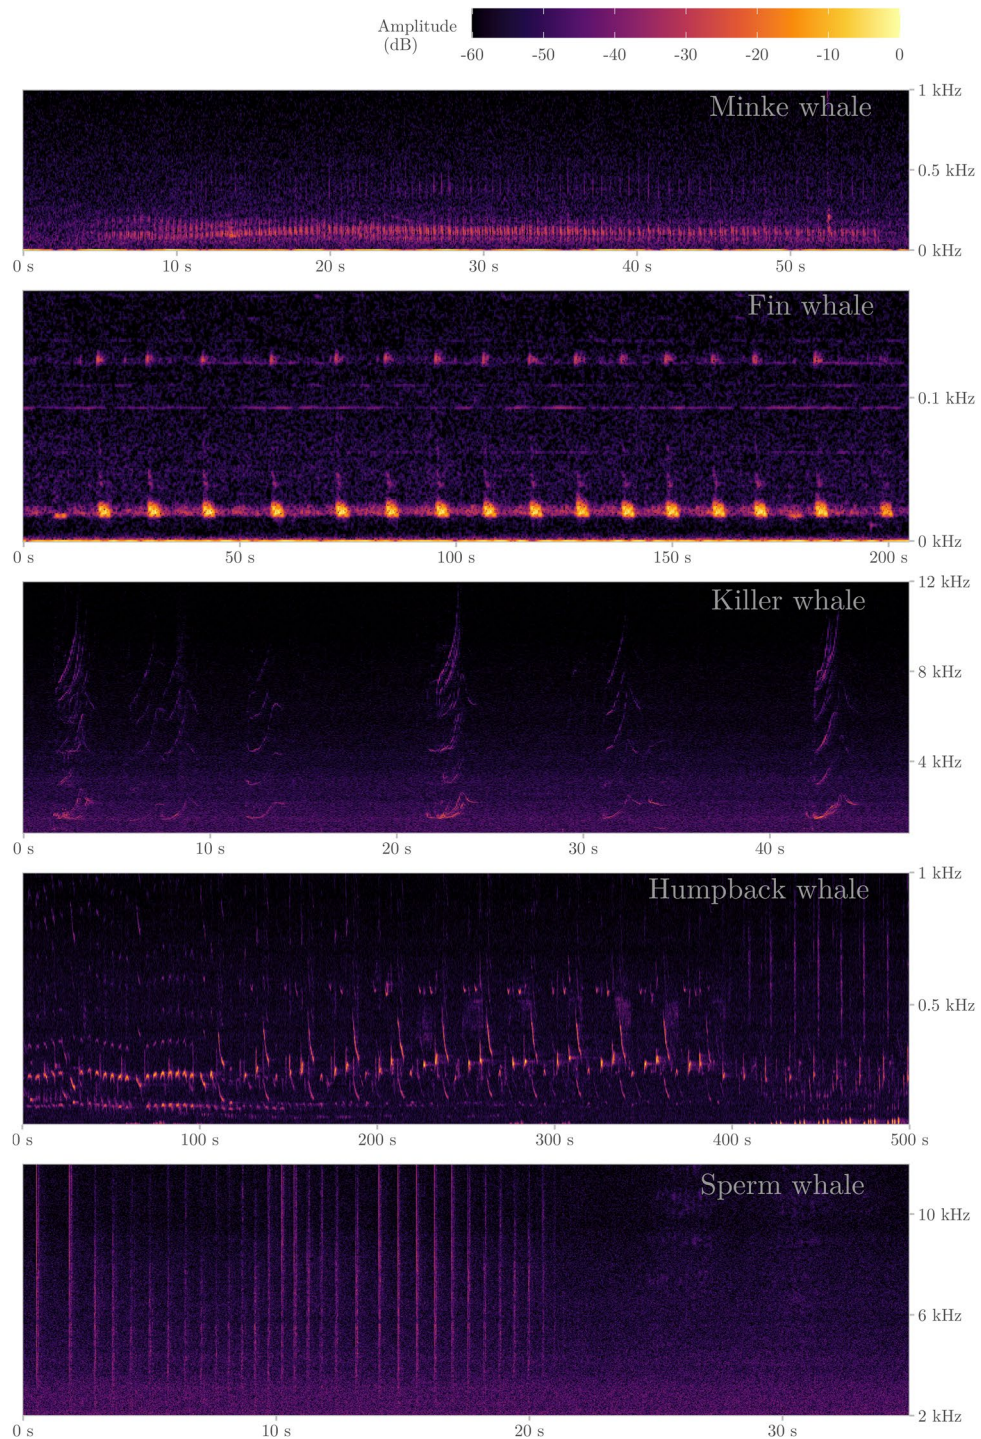 Amplitude
(dB)
-60 -50 -40 -30 -20 -10 0
Minke whale
1 kHz
0.5 kHz
0 kHz
0 s 10 s 20 s 30 s 40 s 50 s
Fin whale
0.1 kHz
0 kHz
0 s 50 s 100 s 150 s 200 s
Killer whale
12 kHz
8 kHz
4 kHz
0 s 10 s 20 s 30 s 40 s
Humpback whale
1 kHz
0.5 kHz
0 s 100 s 200 s 300 s 400 s 500 s
Sperm whale
10 kHz
6 kHz
2 kHz
0 s 10 s 20 s 30 s